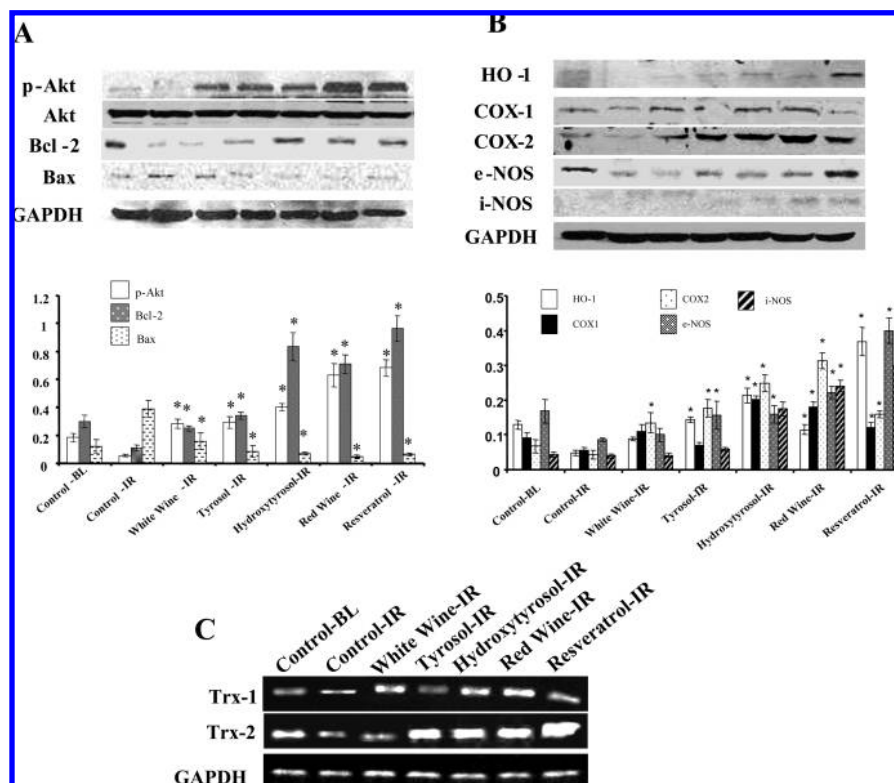 A
p-Akt
Akt
Bcl-2
Bax
GAPDH
p-Akt
Bcl-2
Bax
1.2
1
0.8
0.6
0.4
0.2
0
* * * * * * * * * * * * * * *
Control -BL
Control -IR
White Wine -IR
Tyrosol -IR
Hydroxytyrosol-IR
Red Wine -IR
Resveratrol -IR
B
HO-1
COX-1
COX-2
e-NOS
i-NOS
GAPDH
HO-1
COX1
COX2
e-NOS
i-NOS
0.5
0.4
0.3
0.2
0.1
0
Control-BL
Control-IR
White Wine-IR
Tyrosol-IR
Hydroxytyrosol-IR
Red Wine-IR
Resveratrol-IR
C
Control-BL
Control-IR
White Wine-IR
Tyrosol-IR
Hydroxytyrosol-IR
Red Wine-IR
Resveratrol-IR
Trx-1
Trx-2
GAPDH